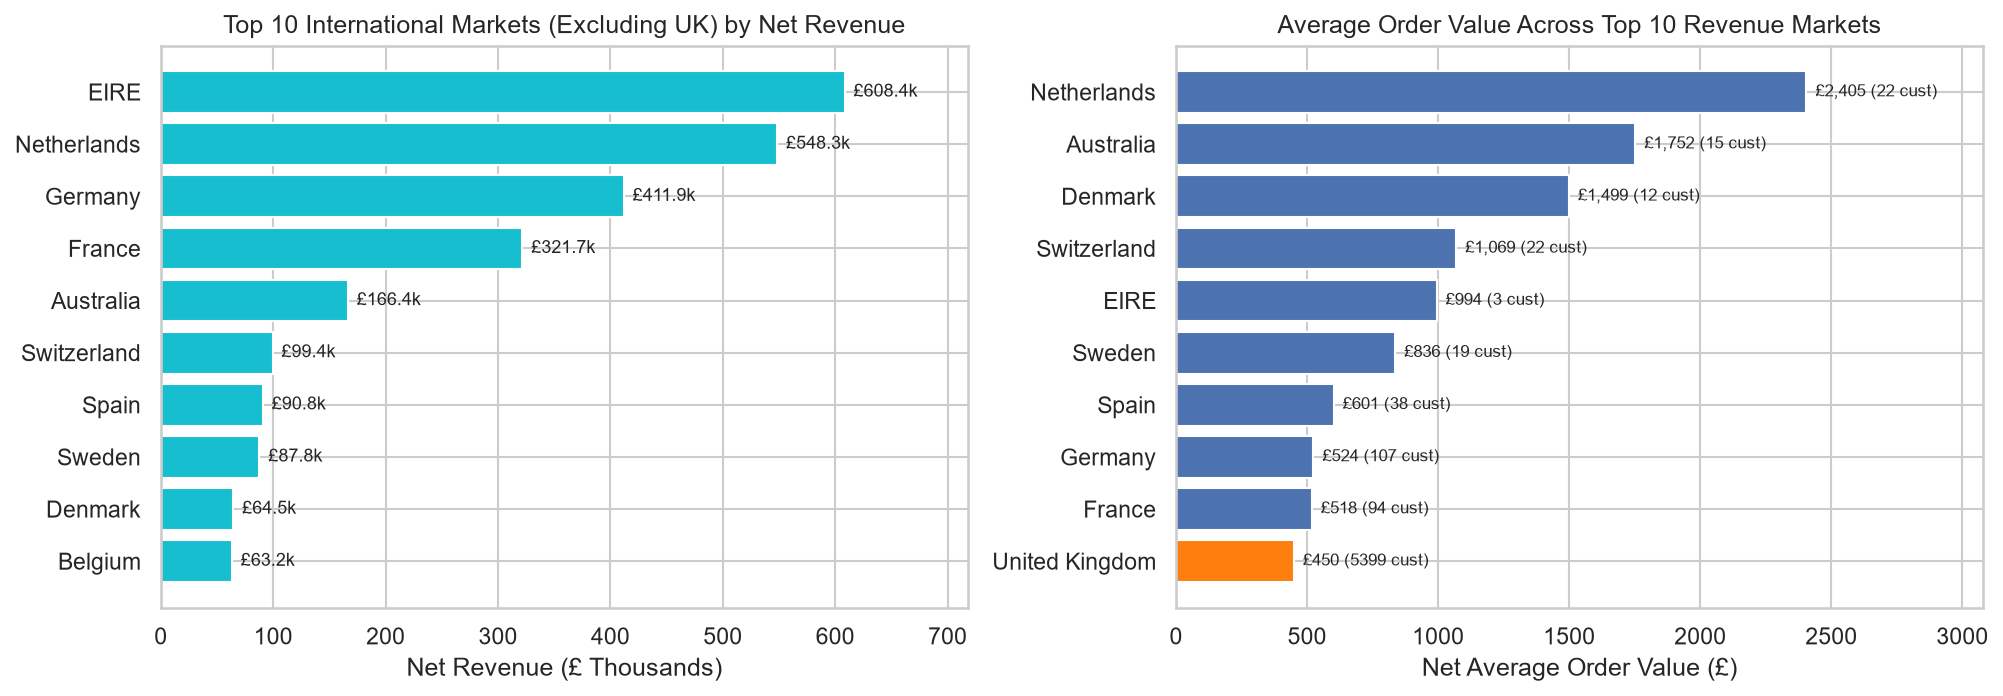 Top 10 International Markets (Excluding UK) by Net Revenue
EIRE £608.4k
Netherlands £548.3k
Germany £411.9k
France £321.7k
Australia £166.4k
Switzerland £99.4k
Spain £90.8k
Sweden £87.8k
Denmark £64.5k
Belgium £63.2k
0 100 200 300 400 500 600 700
Net Revenue (£ Thousands)
Average Order Value Across Top 10 Revenue Markets
Netherlands £2,405 (22 cust)
Australia £1,752 (15 cust)
Denmark £1,499 (12 cust)
Switzerland £1,069 (22 cust)
EIRE £994 (3 cust)
Sweden £836 (19 cust)
Spain £601 (38 cust)
Germany £524 (107 cust)
France £518 (94 cust)
United Kingdom £450 (5399 cust)
0 500 1000 1500 2000 2500 3000
Net Average Order Value (£)